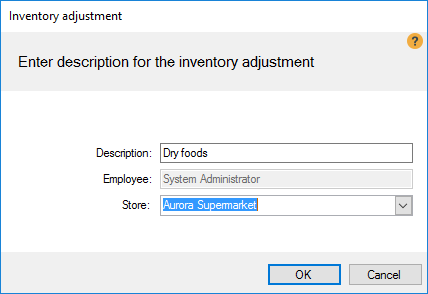 Inventory adjustment
?
Enter description for the inventory adjustment
Description: Dry foods
Employee: System Administrator
Store: Aurora Supermarket
OK Cancel